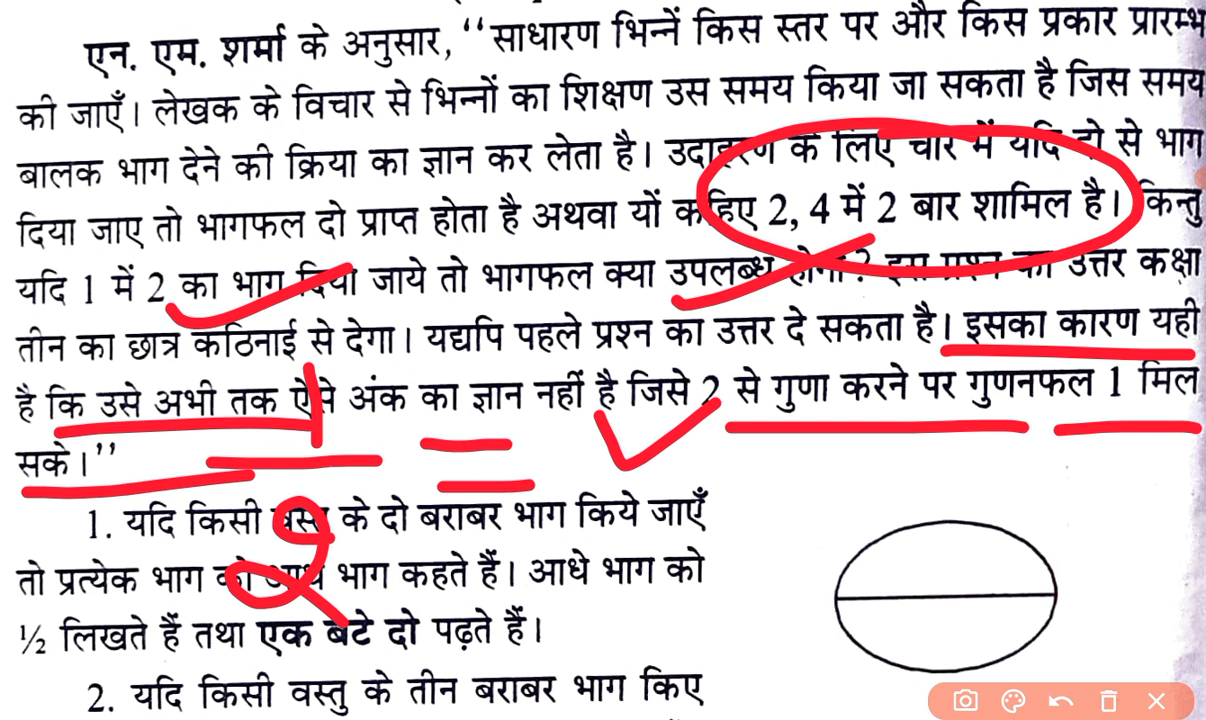 एन. एम. शर्मा के अनुसार, “साधारण भिन्नें किस स्तर पर और किस प्रकार प्रारम्भ
की जाएँ। लेखक के विचार से भिन्नों का शिक्षण उस समय किया जा सकता है जिस समय
बालक भाग देने की क्रिया का ज्ञान कर लेता है। उदाहरण के लिए चार में यदि दो से भाग
दिया जाए तो भागफल दो प्राप्त होता है अथवा यों कहिए 2, 4 में 2 बार शामिल है। किन्तु
यदि 1 में 2 का भाग दिया जाये तो भागफल क्या उपलब्ध होगा? इस प्रश्न का उत्तर कक्षा
तीन का छात्र कठिनाई से देगा। यद्यपि पहले प्रश्न का उत्तर दे सकता है। इसका कारण यही
है कि उसे अभी तक ऐसे अंक का ज्ञान नहीं है जिसे 2 से गुणा करने पर गुणनफल 1 मिल
सके।”
1. यदि किसी वस्तु के दो बराबर भाग किये जाएँ
तो प्रत्येक भाग को आधा भाग कहते हैं। आधे भाग को
½ लिखते हैं तथा एक बटे दो पढ़ते हैं।
2. यदि किसी वस्तु के तीन बराबर भाग किए
1
2